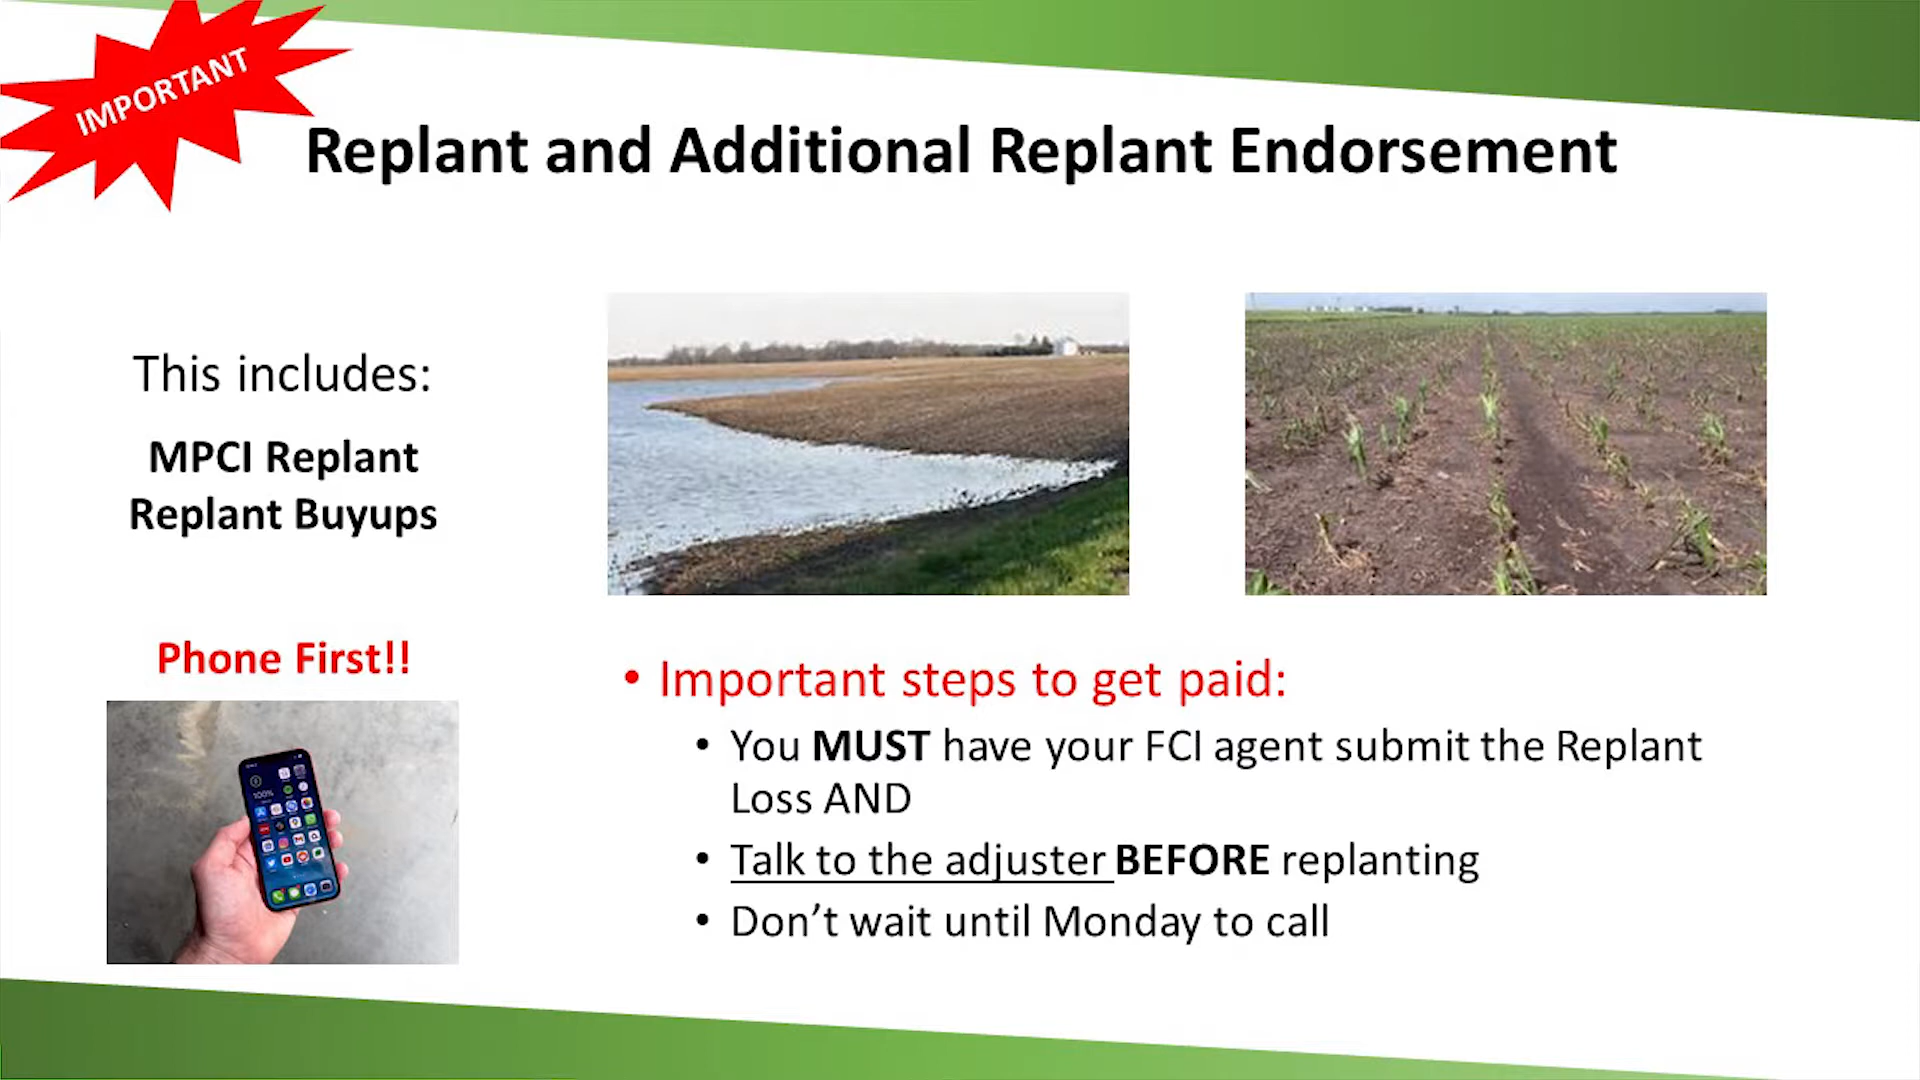 IMPORTANT
Replant and Additional Replant Endorsement
This includes:
MPCI Replant
Replant Buyups
Phone First!!
• Important steps to get paid:
• You MUST have your FCI agent submit the Replant
Loss AND
• Talk to the adjuster BEFORE replanting
• Don’t wait until Monday to call
100%